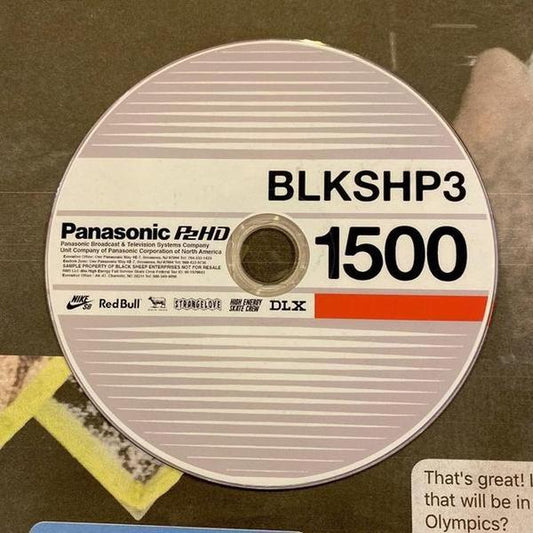 BLKSHP3
Panasonic P2HD
1500
Panasonic Broadcast & Television Systems Company
Unit Company of Panasonic Corporation of North America
SAMPLE PROPERTY OF BLACK SHEEP ENTERPRISES NOT FOR RESALE
NIKE SB
Red Bull
STRANGELOVE
HIGH ENERGY
SKATE CREW
DLX
That's great!
that will be in
Olympics?